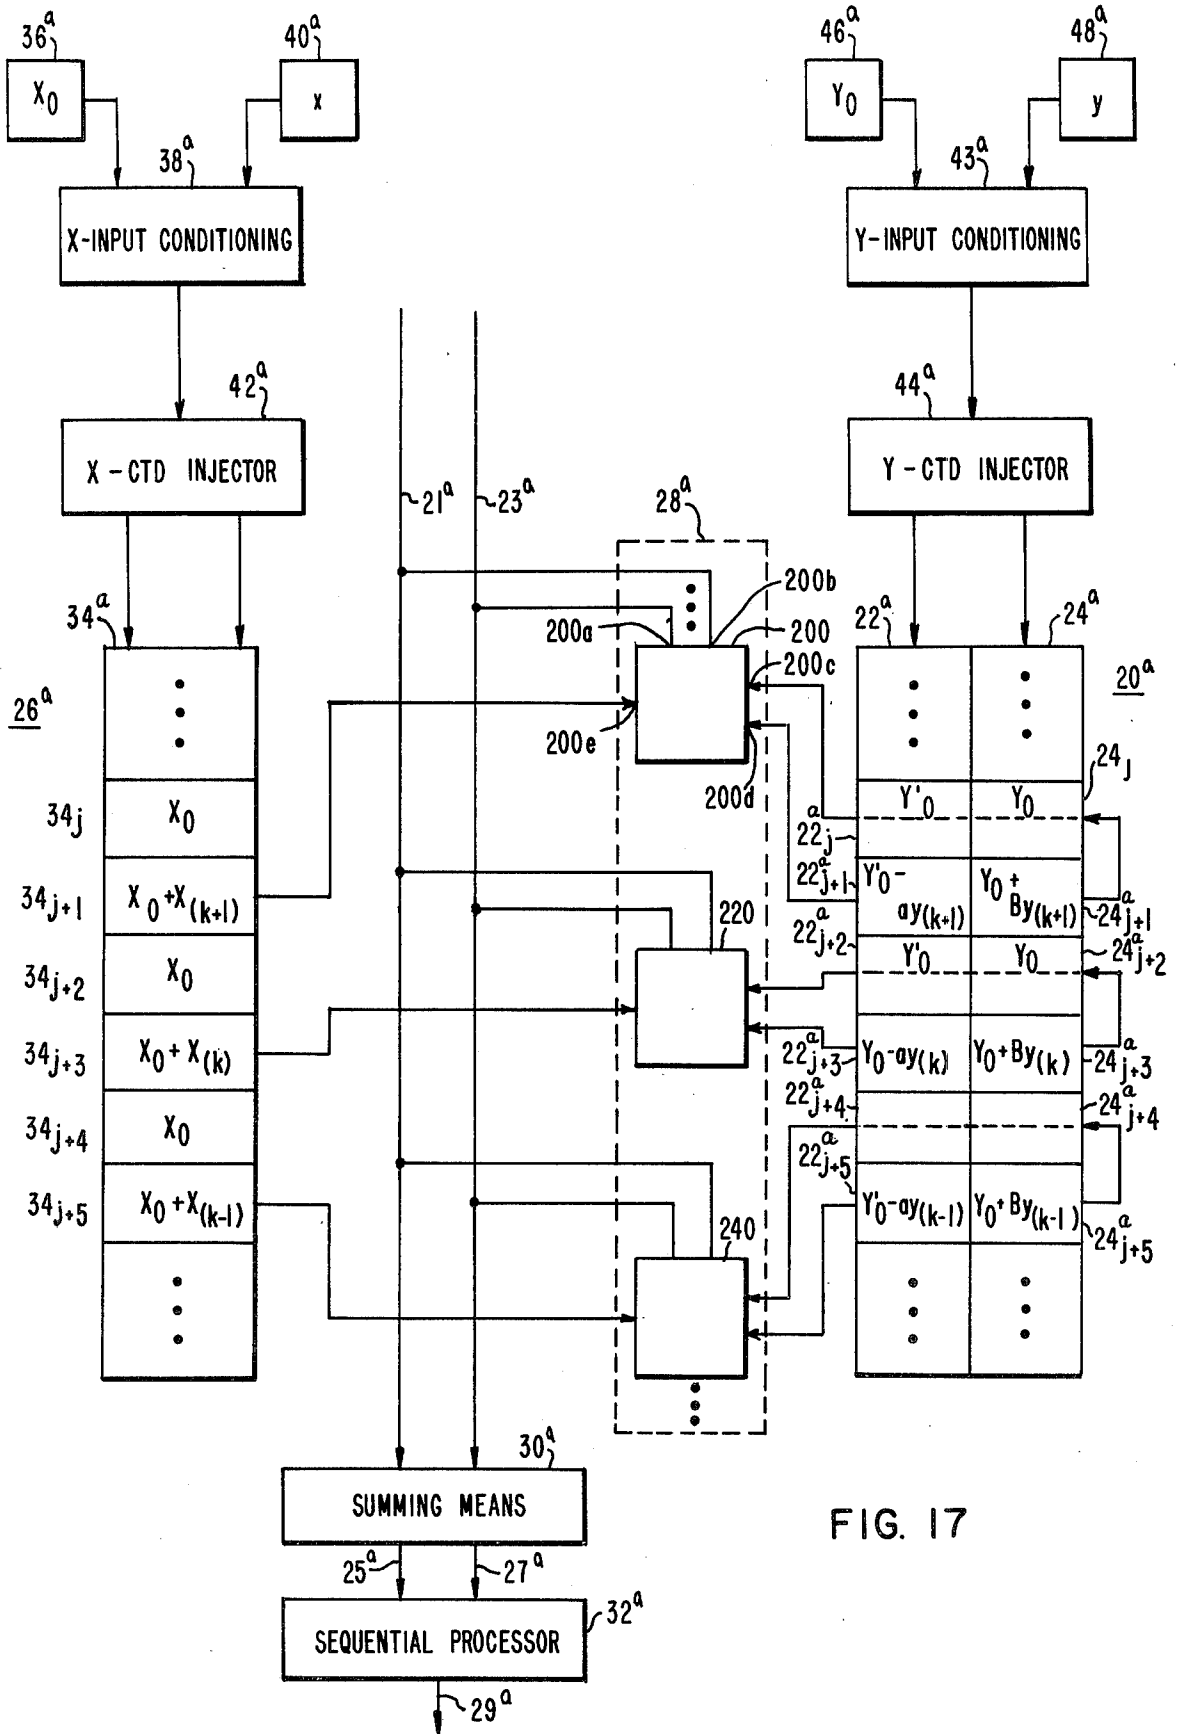 36ᵃ
40ᵃ
46ᵃ
48ᵃ
X₀
x
Y₀
y
38ᵃ
43ᵃ
X-INPUT CONDITIONING
Y-INPUT CONDITIONING
42ᵃ
44ᵃ
X-CTD INJECTOR
Y-CTD INJECTOR
21ᵃ
23ᵃ
28ᵃ
34ᵃ
200a
200b
200
200c
200d
200e
22ᵃ
24ᵃ
26ᵃ
20ᵃ
34j
X₀
34j+1
X₀+X(k+1)
34j+2
X₀
34j+3
X₀+X(k)
34j+4
X₀
34j+5
X₀+X(k-1)
220
240
22ᵃj
Y'₀
Y₀
24j
22ᵃj+1
Y'₀-
ay(k+1)
Y₀+
By(k+1)
24ᵃj+1
22ᵃj+2
Y'₀
Y₀
24ᵃj+2
22ᵃj+3
Y₀-ay(k)
Y₀+By(k)
24ᵃj+3
22ᵃj+4
24ᵃj+4
22ᵃj+5
Y'₀-ay(k-1)
Y₀+By(k-1)
24ᵃj+5
30ᵃ
SUMMING MEANS
25ᵃ
27ᵃ
32ᵃ
SEQUENTIAL PROCESSOR
29ᵃ
FIG. 17